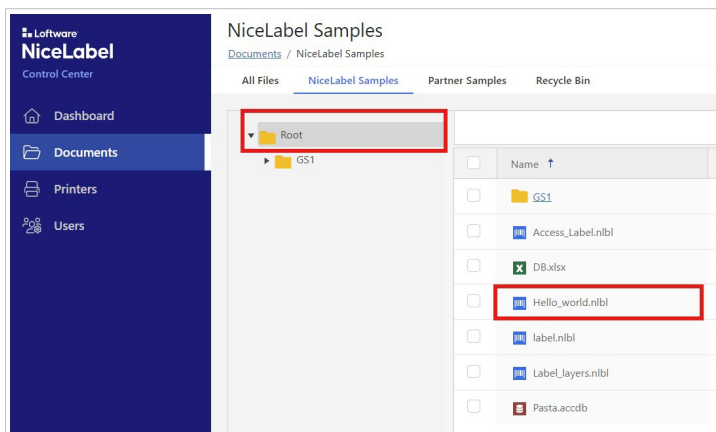 Loftware
NiceLabel
Control Center
Dashboard
Documents
Printers
Users
NiceLabel Samples
Documents / NiceLabel Samples
All Files NiceLabel Samples Partner Samples Recycle Bin
Root
GS1
Name ↑
GS1
Access_Label.nlbl
DB.xlsx
Hello_world.nlbl
label.nlbl
Label_layers.nlbl
Pasta.accdb